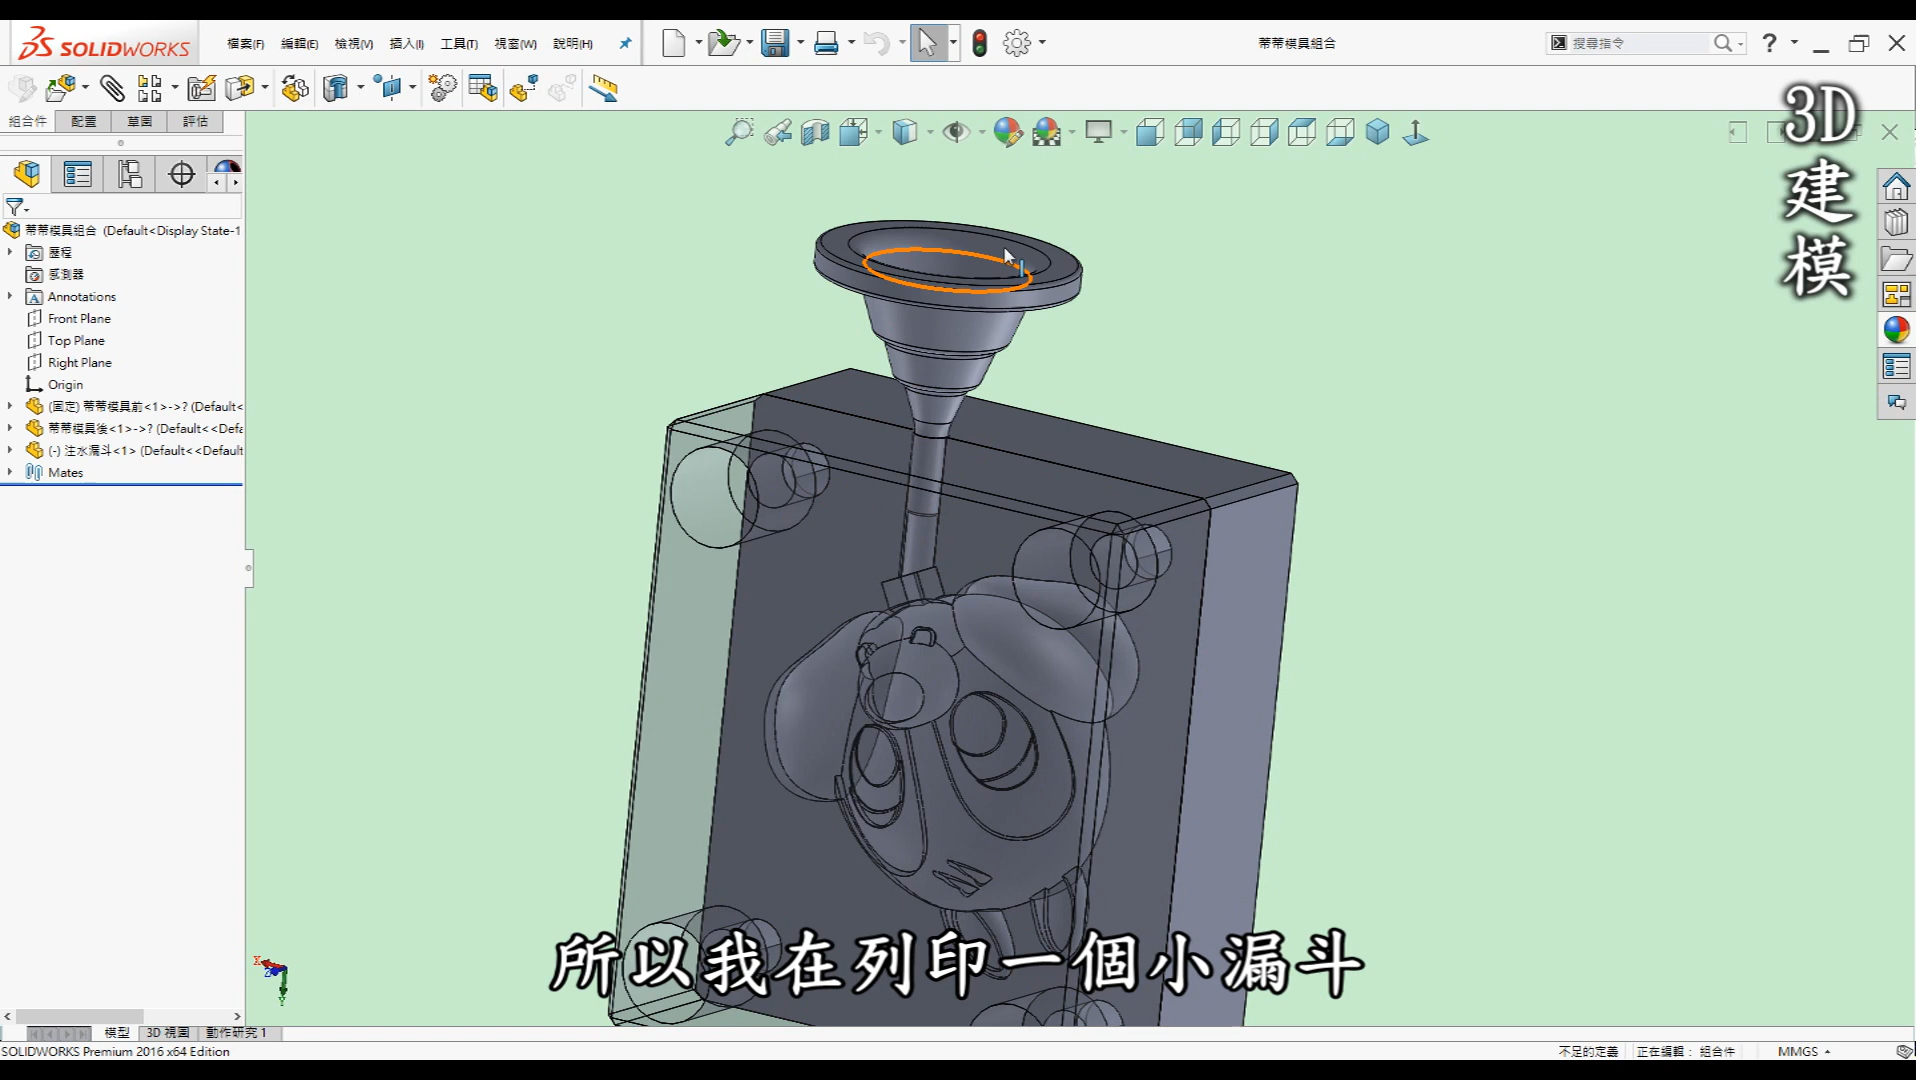 SOLIDWORKS
檔案(F) 編輯(E) 檢視(V) 插入(I) 工具(T) 視窗(W) 說明(H)
蒂蒂模具組合
搜尋指令
組合件 配置 草圖 評估
3D建模
蒂蒂模具組合 (Default<Display State-1
歷程
感測器
Annotations
Front Plane
Top Plane
Right Plane
Origin
(固定) 蒂蒂模具前<1>->? (Default<
蒂蒂模具後<1>->? (Default<<Defa
(-) 注水漏斗<1> (Default<<Default
Mates
所以我在列印一個小漏斗
模型 3D 視圖 動作研究 1
SOLIDWORKS Premium 2016 x64 Edition
不足的定義 正在編輯： 組合件 MMGS